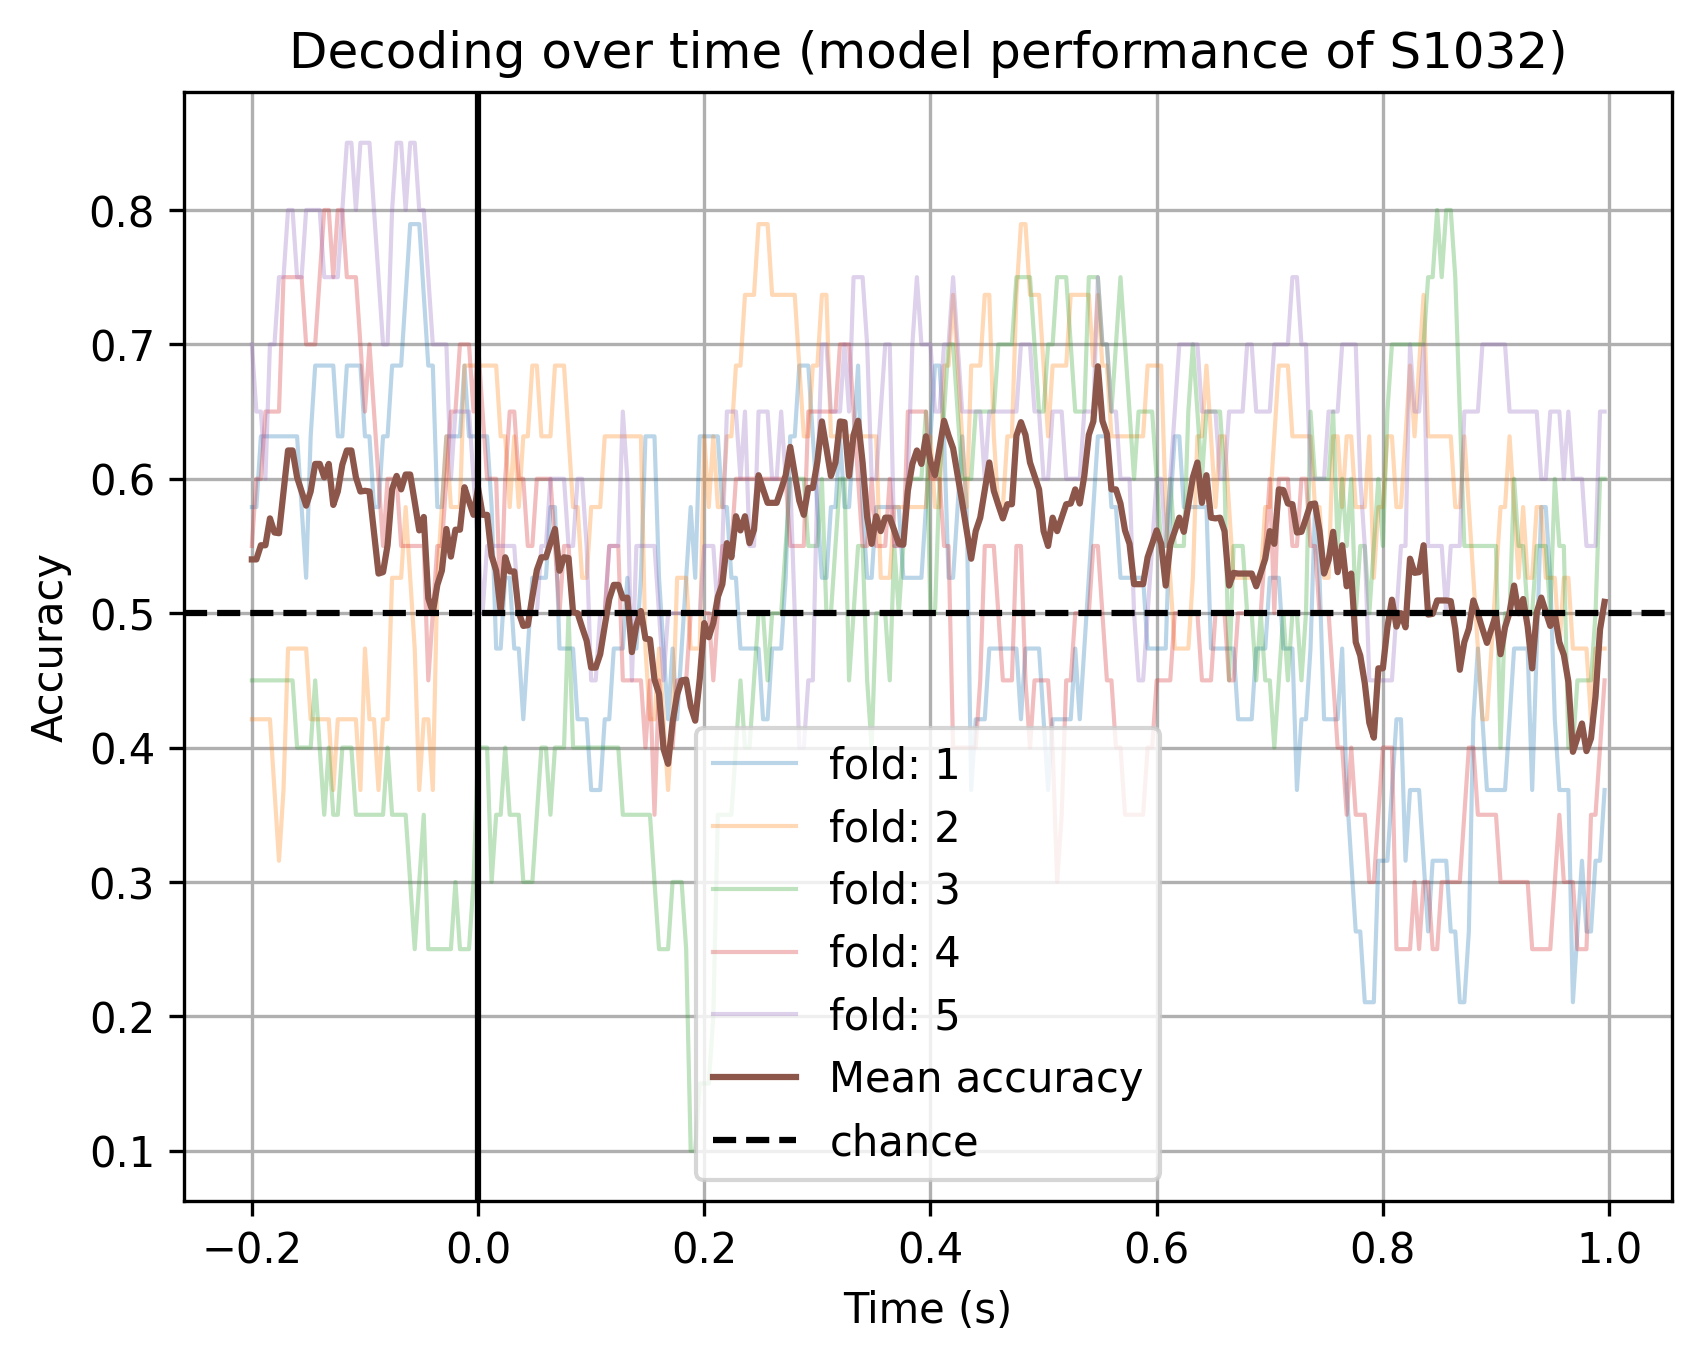 Decoding over time (model performance of S1032)
Accuracy
0.8
0.7
0.6
0.5
0.4
0.3
0.2
0.1
fold: 1
fold: 2
fold: 3
fold: 4
fold: 5
Mean accuracy
chance
−0.2 0.0 0.2 0.4 0.6 0.8 1.0
Time (s)